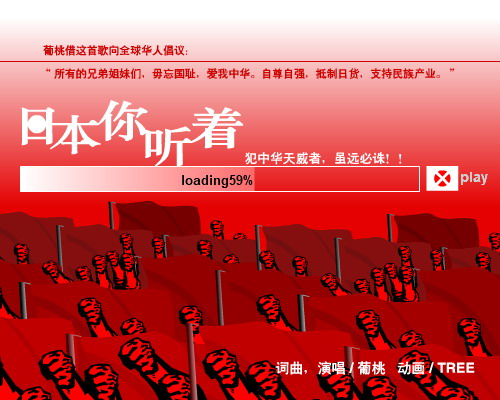 葡桃借这首歌向全球华人倡议:
“ 所有的兄弟姐妹们，毋忘国耻，爱我中华。自尊自强，抵制日货，支持民族产业。 ”
日本你听着
犯中华天威者，虽远必诛！！
loading59%
play
词曲，演唱 / 葡桃 动画 / TREE